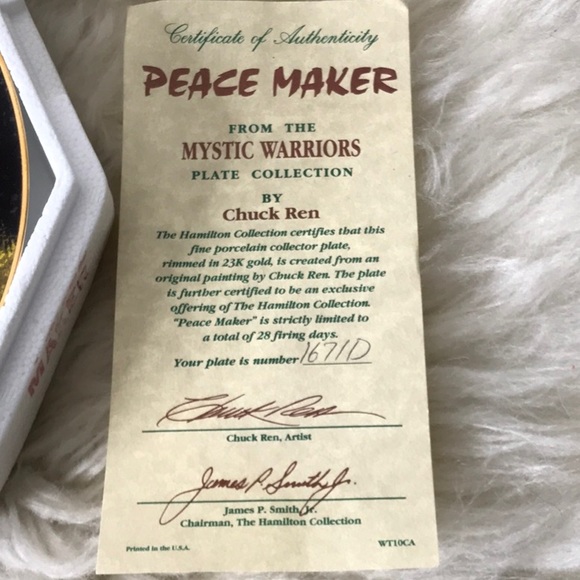 Certificate of Authenticity
PEACE MAKER
FROM THE
MYSTIC WARRIORS
PLATE COLLECTION
BY
Chuck Ren
The Hamilton Collection certifies that this
fine porcelain collector plate,
rimmed in 23K gold, is created from an
original painting by Chuck Ren. The plate
is further certified to be an exclusive
offering of The Hamilton Collection.
"Peace Maker" is strictly limited to
a total of 28 firing days.
Your plate is number 1671D
Chuck Ren
Chuck Ren, Artist
James P. Smith, Jr.
James P. Smith, Jr.
Chairman, The Hamilton Collection
Printed in the U.S.A.
WT10CA